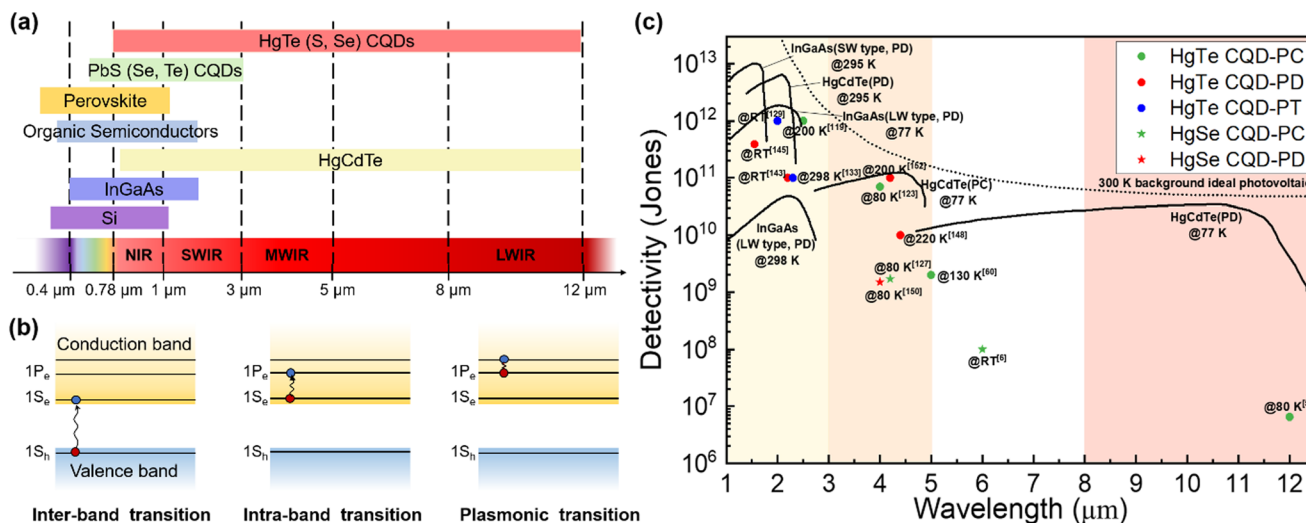 (a)
HgTe (S, Se) CQDs
PbS (Se, Te) CQDs
Perovskite
Organic Semiconductors
HgCdTe
InGaAs
Si
NIR SWIR MWIR LWIR
0.4 μm 0.78 μm 1 μm 3 μm 5 μm 8 μm 12 μm
(b)
Conduction band
1Pe
1Se
1Sh
Valence band
Inter-band transition
1Pe
1Se
1Sh
Intra-band transition
1Pe
1Se
1Sh
Plasmonic transition
(c)
Detectivity (Jones)
10^13
10^12
10^11
10^10
10^9
10^8
10^7
10^6
InGaAs(SW type, PD)
@295 K
HgCdTe(PD)
@295 K
InGaAs(LW type, PD)
@77 K
@RT[129]
@200 K[119]
@RT[145]
@RT[143]
@298 K[133]
@200 K[152]
@80 K[123]
HgCdTe(PC)
@77 K
300 K background ideal photovoltaic
InGaAs
(LW type, PD)
@298 K
@220 K[148]
HgCdTe(PD)
@77 K
@80 K[127]
@130 K[60]
@80 K[150]
@RT[6]
@80 K
HgTe CQD-PC
HgTe CQD-PD
HgTe CQD-PT
HgSe CQD-PC
HgSe CQD-PD
1 2 3 4 5 6 7 8 9 10 11 12
Wavelength (μm)